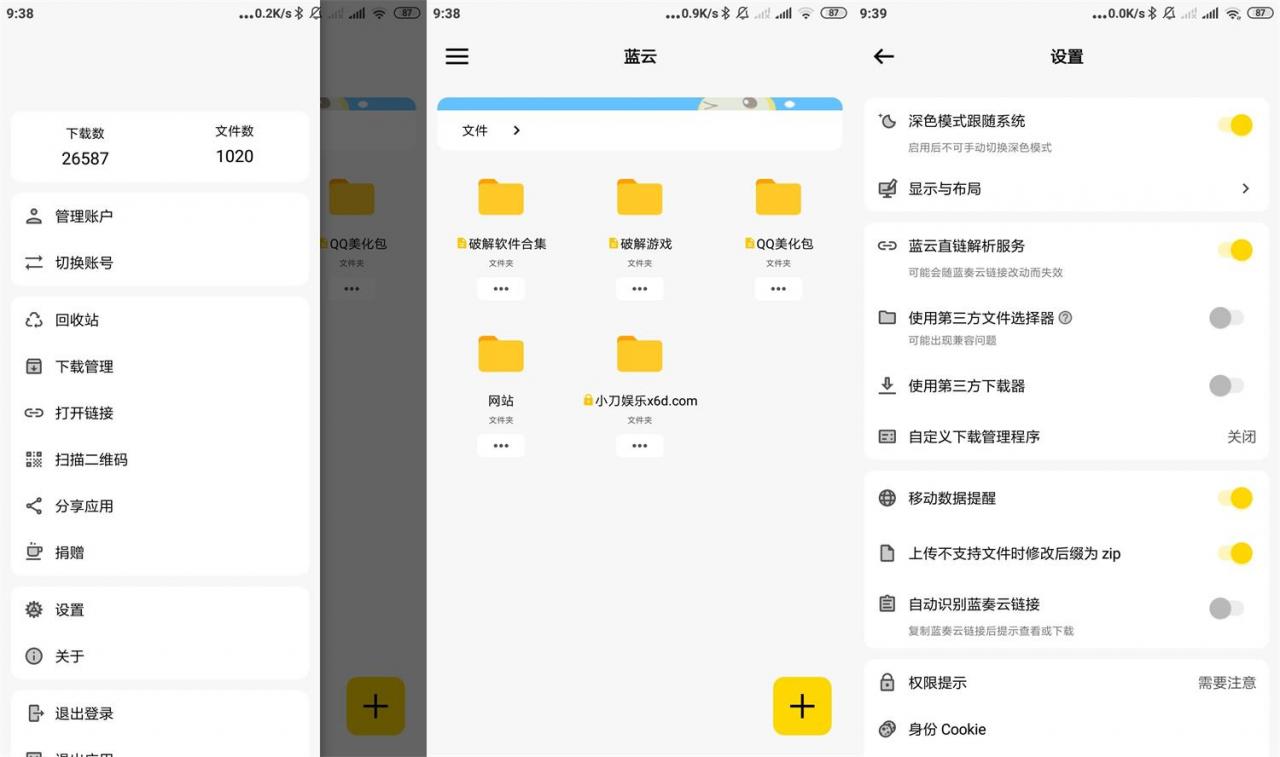 9:38
...0.2K/s
87
下载数
文件数
26587
1020
管理账户
切换账号
回收站
下载管理
打开链接
扫描二维码
分享应用
捐赠
设置
关于
退出登录
退出应用
QQ美化包
文件夹
9:38
...0.9K/s
87
蓝云
文件
破解软件合集
破解游戏
QQ美化包
文件夹
文件夹
文件夹
网站
小刀娱乐x6d.com
文件夹
文件夹
9:39
...0.0K/s
87
设置
深色模式跟随系统
启用后不可手动切换深色模式
显示与布局
蓝云直链解析服务
可能会随蓝奏云链接改动而失效
使用第三方文件选择器
可能出现兼容问题
使用第三方下载器
自定义下载管理程序
关闭
移动数据提醒
上传不支持文件时修改后缀为 zip
自动识别蓝奏云链接
复制蓝奏云链接后提示查看或下载
权限提示
需要注意
身份 Cookie